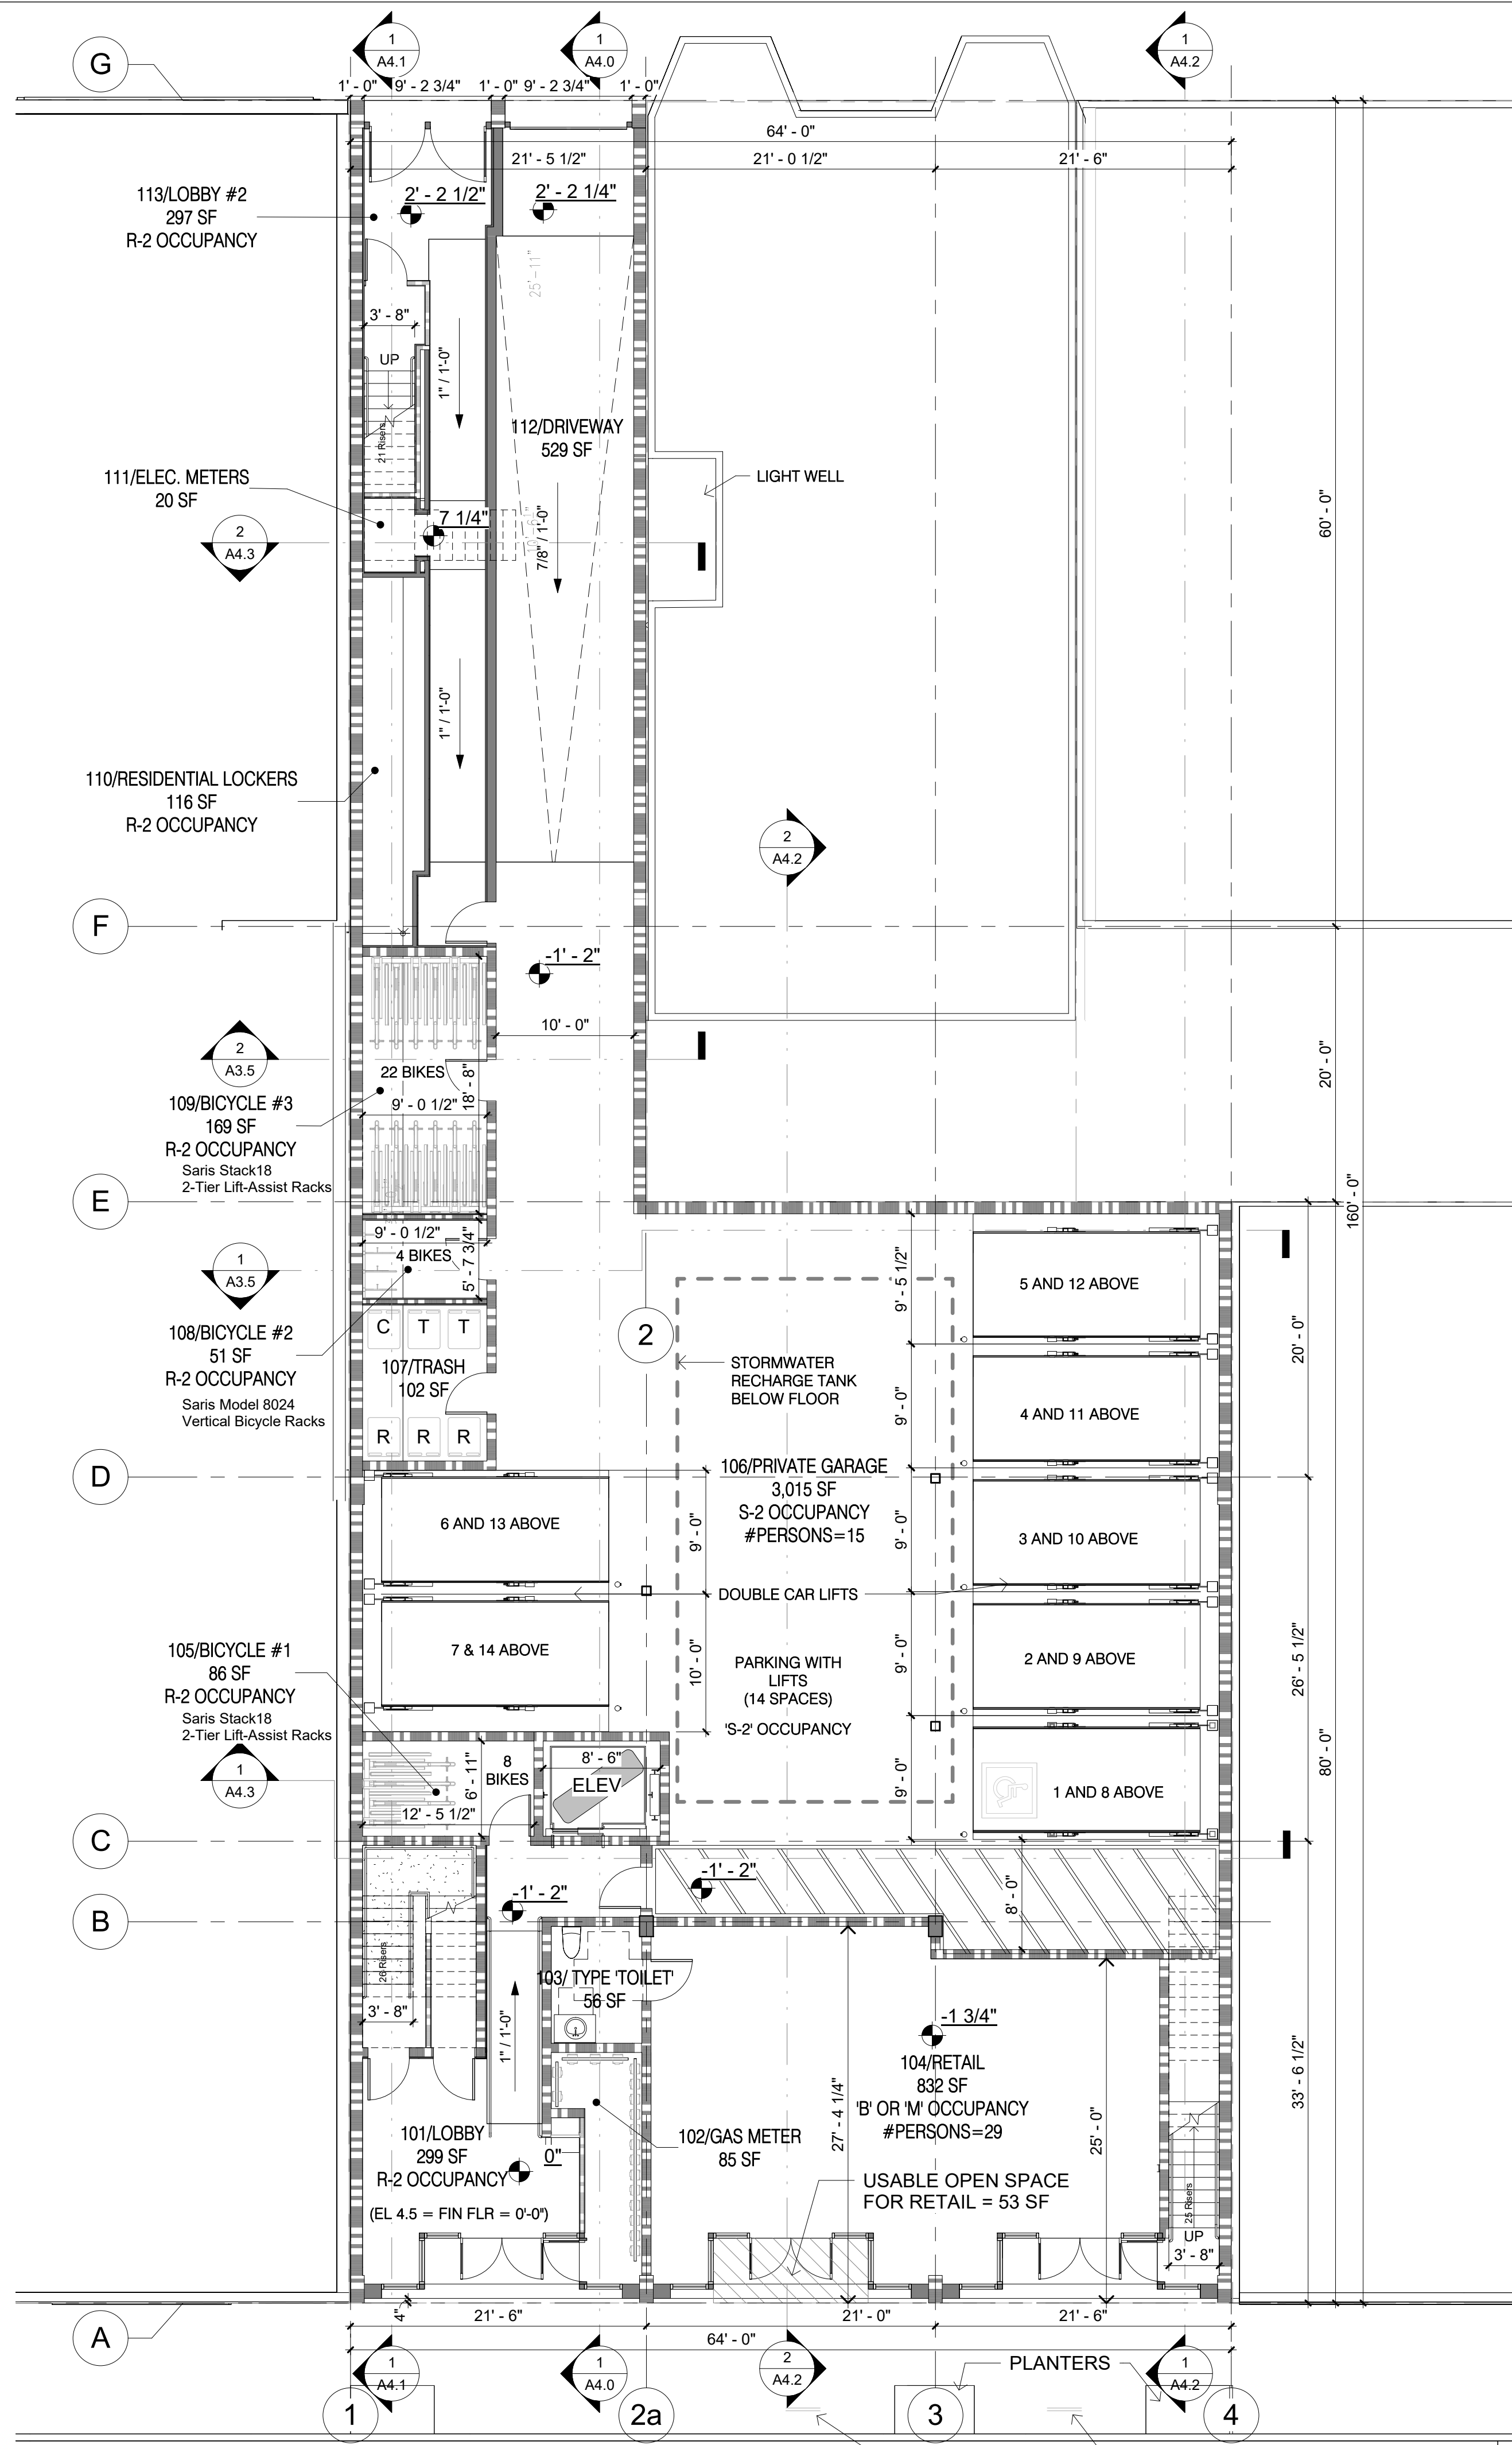 G
1
A4.1
1
A4.0
1
A4.2
1' - 0"
9' - 2 3/4"
1' - 0"
9' - 2 3/4"
1' - 0"
64' - 0"
21' - 5 1/2"
21' - 0 1/2"
21' - 6"
113/LOBBY #2
297 SF
R-2 OCCUPANCY
2' - 2 1/2"
2' - 2 1/4"
25' - 11"
3' - 8"
UP
21 Risers
1" / 1'-0"
112/DRIVEWAY
529 SF
LIGHT WELL
111/ELEC. METERS
20 SF
7 1/4"
7/8" / 1'-0"
2
A4.3
60' - 0"
1" / 1'-0"
110/RESIDENTIAL LOCKERS
116 SF
R-2 OCCUPANCY
2
A4.2
F
-1' - 2"
10' - 0"
2
A3.5
22 BIKES
18' - 8"
9' - 0 1/2"
20' - 0"
109/BICYCLE #3
169 SF
R-2 OCCUPANCY
Saris Stack18
2-Tier Lift-Assist Racks
E
160' - 0"
9' - 0 1/2"
4 BIKES
5' - 7 3/4"
1
A3.5
9' - 5 1/2"
5 AND 12 ABOVE
20' - 0"
108/BICYCLE #2
51 SF
R-2 OCCUPANCY
Saris Model 8024
Vertical Bicycle Racks
C
T
T
107/TRASH
102 SF
R
R
R
2
STORMWATER
RECHARGE TANK
BELOW FLOOR
9' - 0"
4 AND 11 ABOVE
D
106/PRIVATE GARAGE
3,015 SF
S-2 OCCUPANCY
#PERSONS=15
6 AND 13 ABOVE
9' - 0"
9' - 0"
3 AND 10 ABOVE
DOUBLE CAR LIFTS
7 & 14 ABOVE
10' - 0"
PARKING WITH
LIFTS
(14 SPACES)
'S-2' OCCUPANCY
9' - 0"
2 AND 9 ABOVE
26' - 5 1/2"
105/BICYCLE #1
86 SF
R-2 OCCUPANCY
Saris Stack18
2-Tier Lift-Assist Racks
80' - 0"
1
A4.3
6' - 11"
8
BIKES
8' - 6"
ELEV
12' - 5 1/2"
9' - 0"
1 AND 8 ABOVE
C
-1' - 2"
-1' - 2"
8' - 0"
B
26 Risers
3' - 8"
1" / 1'-0"
103/ TYPE 'TOILET'
56 SF
-1 3/4"
104/RETAIL
832 SF
'B' OR 'M' OCCUPANCY
#PERSONS=29
27' - 4 1/4"
25' - 0"
33' - 6 1/2"
101/LOBBY
299 SF
R-2 OCCUPANCY
0"
(EL 4.5 = FIN FLR = 0'-0")
102/GAS METER
85 SF
USABLE OPEN SPACE
FOR RETAIL = 53 SF
25 Risers
UP
3' - 8"
A
4"
21' - 6"
21' - 0"
21' - 6"
64' - 0"
1
A4.1
1
A4.0
2
A4.2
PLANTERS
1
A4.2
1
2a
3
4